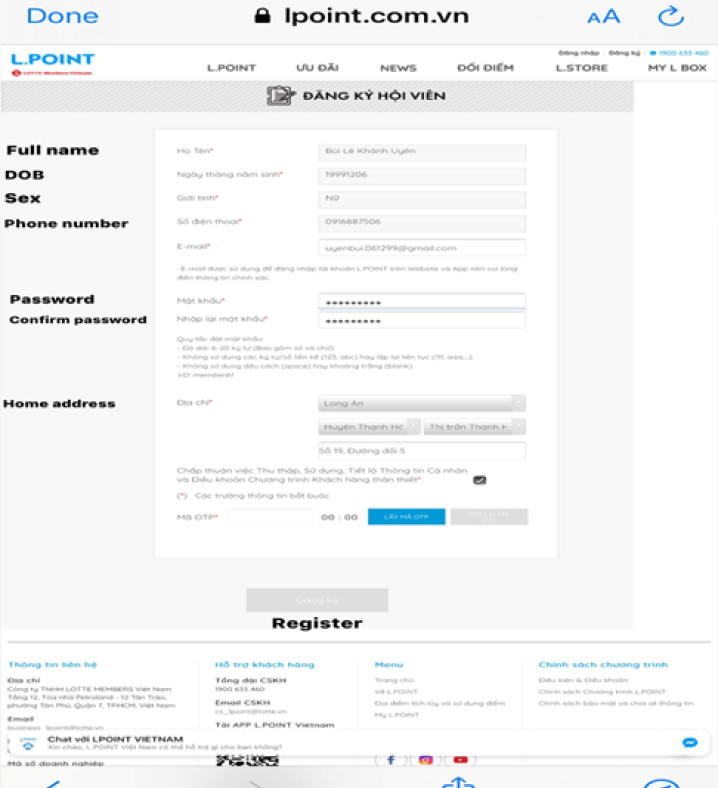 Done
lpoint.com.vn
AA
Đăng nhập | Đăng ký | 1900 633 460
L.POINT
LOTTE Members Vietnam
L.POINT ƯU ĐÃI NEWS ĐỔI ĐIỂM L.STORE MY L BOX
ĐĂNG KÝ HỘI VIÊN
Full name Họ Tên* Bùi Lê Khánh Uyên
DOB Ngày tháng năm sinh* 19991206
Sex Giới tính* Nữ
Phone number Số điện thoại* 0916887506
E-mail* uyenbui.061299@gmail.com
- E-mail được sử dụng để đăng nhập tài khoản L.POINT trên Website và App nên vui lòng
điền thông tin chính xác.
Password Mật khẩu* •••••••••
Confirm password Nhập lại mật khẩu* •••••••••
Quy tắc đặt mật khẩu:
- Độ dài: 6-20 ký tự (Bao gồm số và chữ).
- Không sử dụng các ký tự/số liền kề (123, abc) hay lặp lại liên tục (111, aaa,...).
- Không sử dụng dấu cách (space) hay khoảng trắng (blank).
VD: member61
Home address Địa chỉ* Long An
Huyện Thạnh Hó Thị trấn Thạnh H
Số 19, Đường đôi 5
Chấp thuận việc Thu thập, Sử dụng, Tiết lộ Thông tin Cá nhân
và Điều khoản Chương trình Khách hàng thân thiết*
(*) Các trường thông tin bắt buộc
Mã OTP* 00 : 00 LẤY MÃ OTP
Đăng ký
Register
Thông tin liên hệ Hỗ trợ khách hàng Menu Chính sách chương trình
Địa chỉ Tổng đài CSKH Trang chủ Điều kiện & Điều khoản
Công ty TNHH LOTTE MEMBERS Việt Nam 1900 633 460 Về L.POINT Chính sách Chương trình L.POINT
Tầng 12, Tòa nhà Petroland - 12 Tân Trào, Email CSKH Địa điểm tích lũy và sử dụng điểm Chính sách bảo mật và chia sẻ thông tin
phường Tân Phú, Quận 7, TP.HCM, Việt Nam cs_lpoint@lotte.vn My L.POINT
Email Tải APP L.POINT Vietnam
business_lpoint@lotte.vn
Chat với L.POINT VIETNAM
Xin chào, L.POINT Việt Nam có thể hỗ trợ gì cho bạn không?
Mã số doanh nghiệp